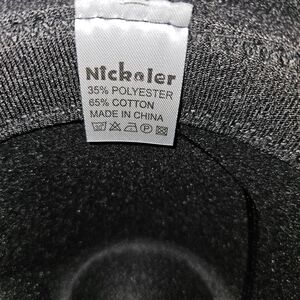 Nickoler
35% POLYESTER
65% COTTON
MADE IN CHINA